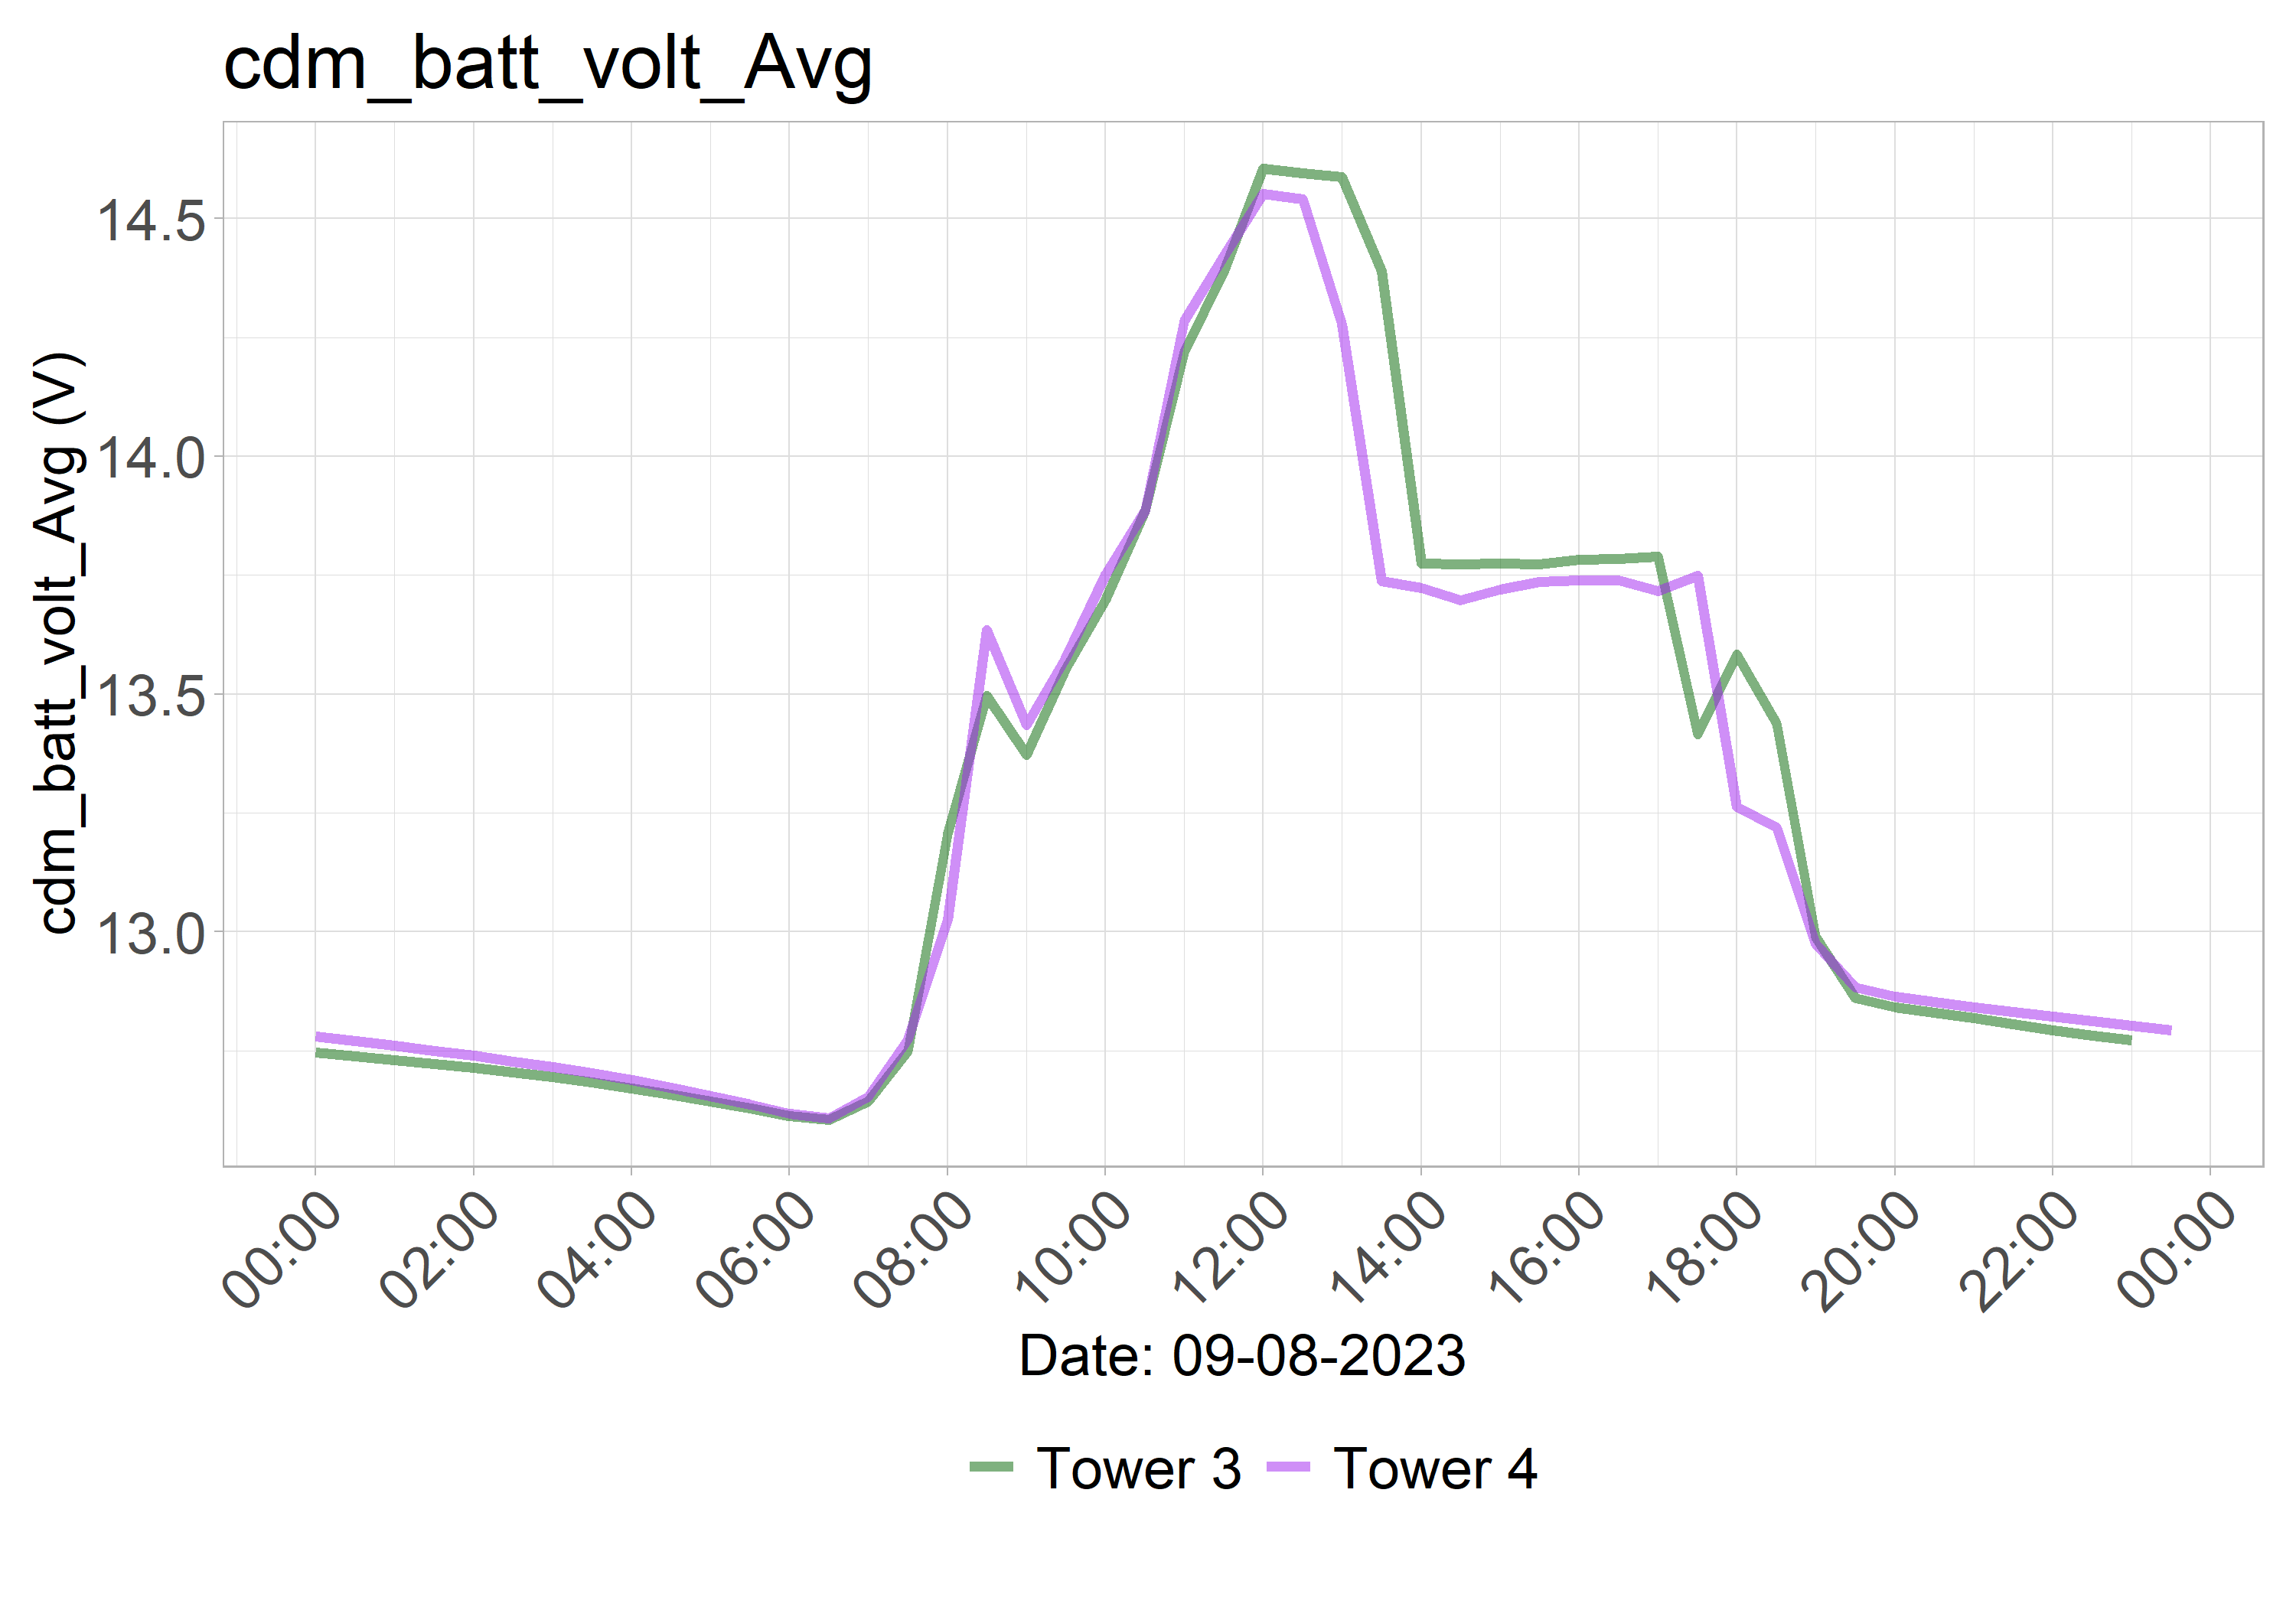 cdm_batt_volt_Avg
cdm_batt_volt_Avg (V)
14.5
14.0
13.5
13.0
00:00 02:00 04:00 06:00 08:00 10:00 12:00 14:00 16:00 18:00 20:00 22:00 00:00
Date: 09-08-2023
Tower 3 Tower 4